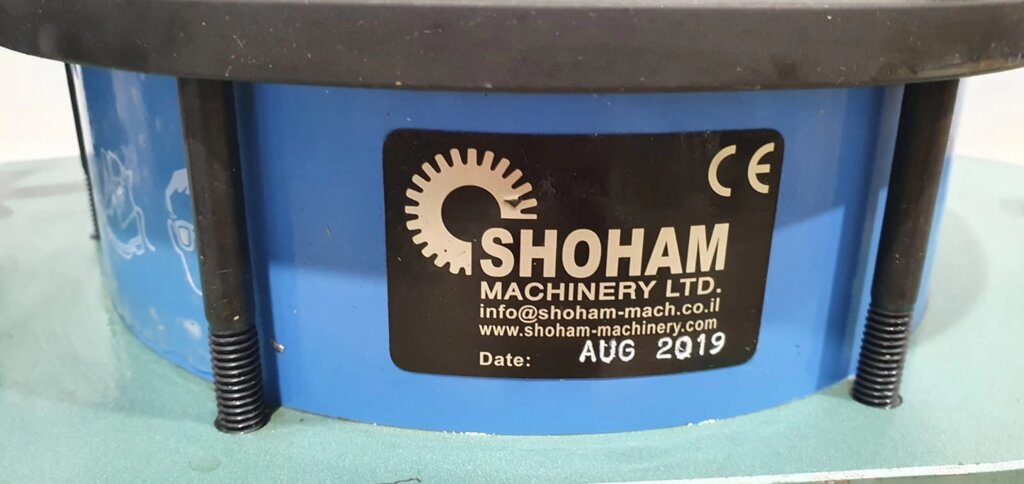 CE
SHOHAM
MACHINERY LTD.
info@shoham-mach.co.il
www.shoham-machinery.com
Date: AUG 2019